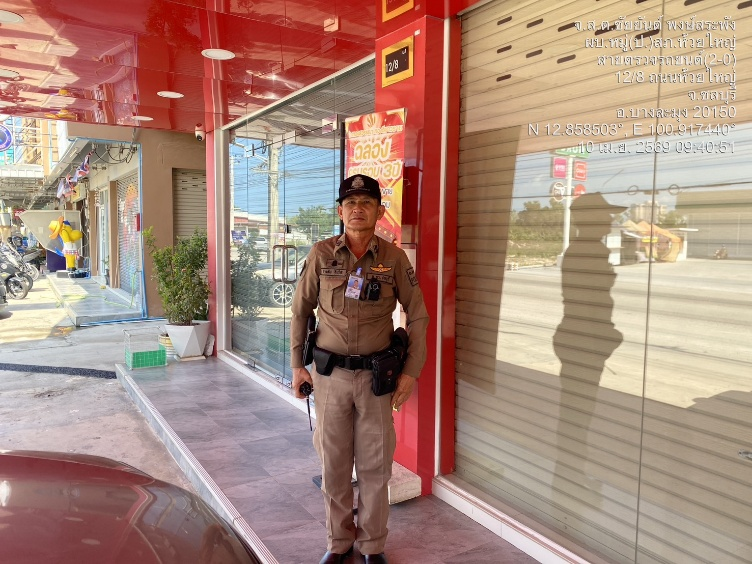 จ.ส.ต.ชัยยันต์ พงษ์สระพัง
ผบ.หมู่(ป.)สภ.ห้วยใหญ่
สายตรวจรถยนต์(2-0)
12/8 ถนนห้วยใหญ่
จ.ชลบุรี
อ.บางละมุง 20150
N 12.858503°, E 100.917440°
10 เม.ย. 2569 09:40:51
12/8
ฉลอง